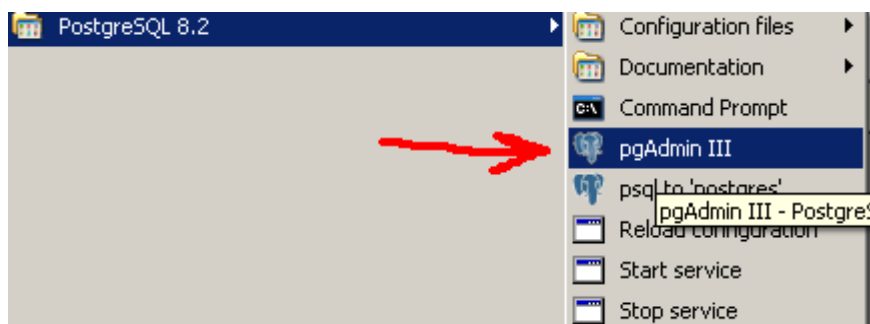 PostgreSQL 8.2
Configuration files
Documentation
Command Prompt
pgAdmin III
psql to 'postgres'
pgAdmin III - PostgreS
Reload configuration
Start service
Stop service